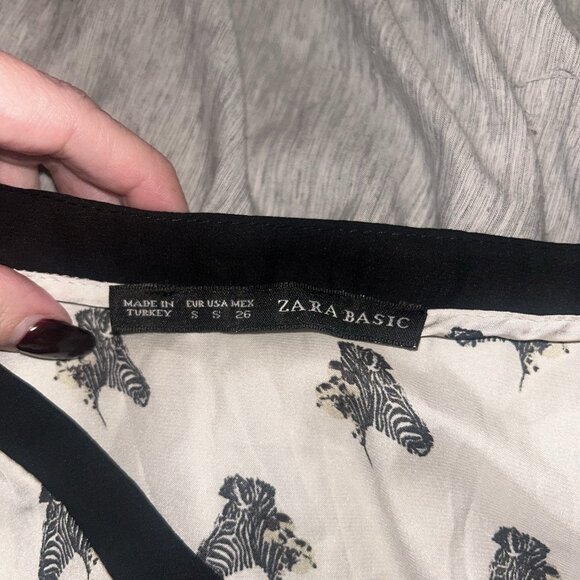 MADE IN EUR USA MEX ZARA BASIC
TURKEY S S 26